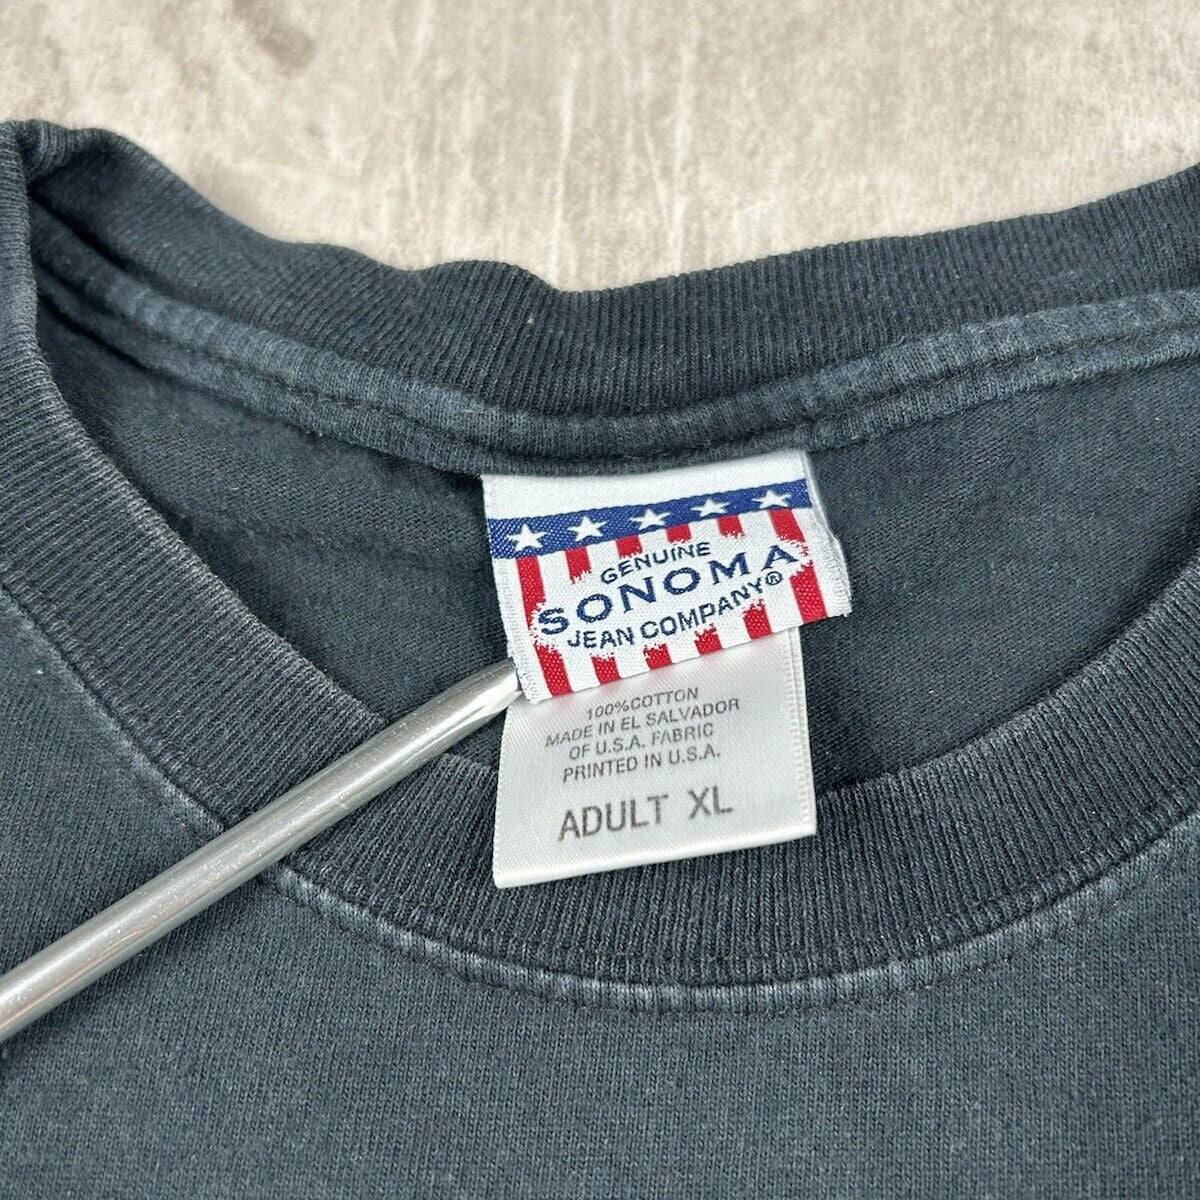 GENUINE
SONOMA
JEAN COMPANY®
100%COTTON
MADE IN EL SALVADOR
OF U.S.A. FABRIC
PRINTED IN U.S.A.
ADULT XL